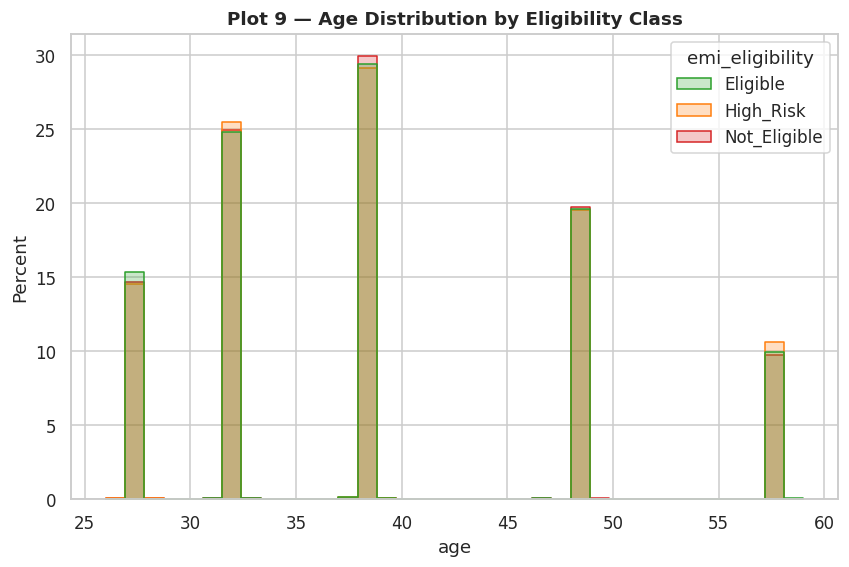 Plot 9 — Age Distribution by Eligibility Class
emi_eligibility
Eligible
High_Risk
Not_Eligible
Percent
30
25
20
15
10
5
0
25 30 35 40 45 50 55 60
age